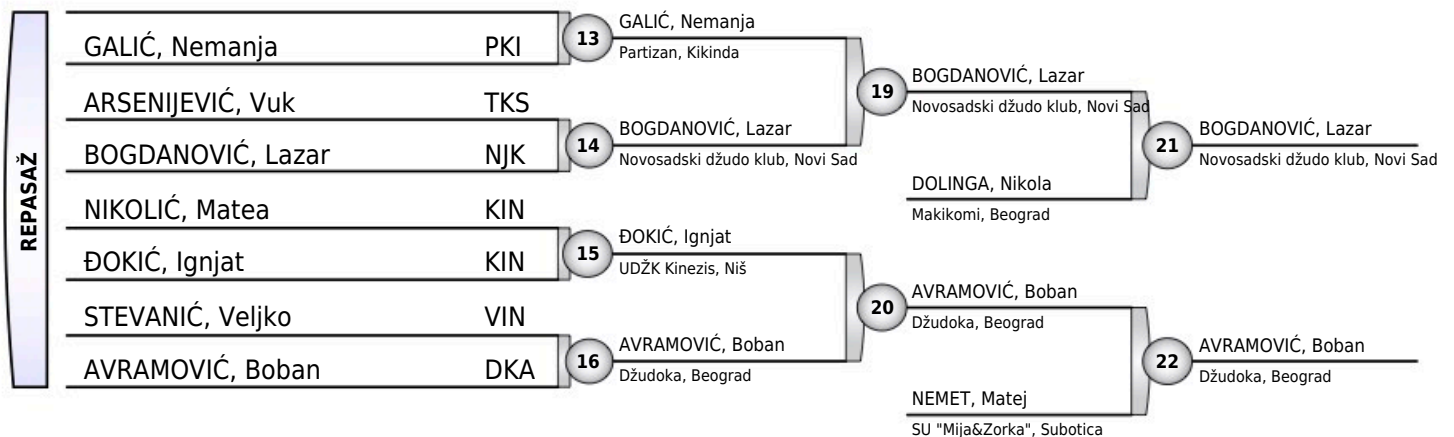 REPASAŽ
GALIĆ, Nemanja PKI
ARSENIJEVIĆ, Vuk TKS
BOGDANOVIĆ, Lazar NJK
NIKOLIĆ, Matea KIN
ĐOKIĆ, Ignjat KIN
STEVANIĆ, Veljko VIN
AVRAMOVIĆ, Boban DKA
13
GALIĆ, Nemanja
Partizan, Kikinda
14
BOGDANOVIĆ, Lazar
Novosadski džudo klub, Novi Sad
15
ĐOKIĆ, Ignjat
UDŽK Kinezis, Niš
16
AVRAMOVIĆ, Boban
Džudoka, Beograd
19
BOGDANOVIĆ, Lazar
Novosadski džudo klub, Novi Sad
DOLINGA, Nikola
Makikomi, Beograd
20
AVRAMOVIĆ, Boban
Džudoka, Beograd
NEMET, Matej
SU "Mija&Zorka", Subotica
21
BOGDANOVIĆ, Lazar
Novosadski džudo klub, Novi Sad
22
AVRAMOVIĆ, Boban
Džudoka, Beograd